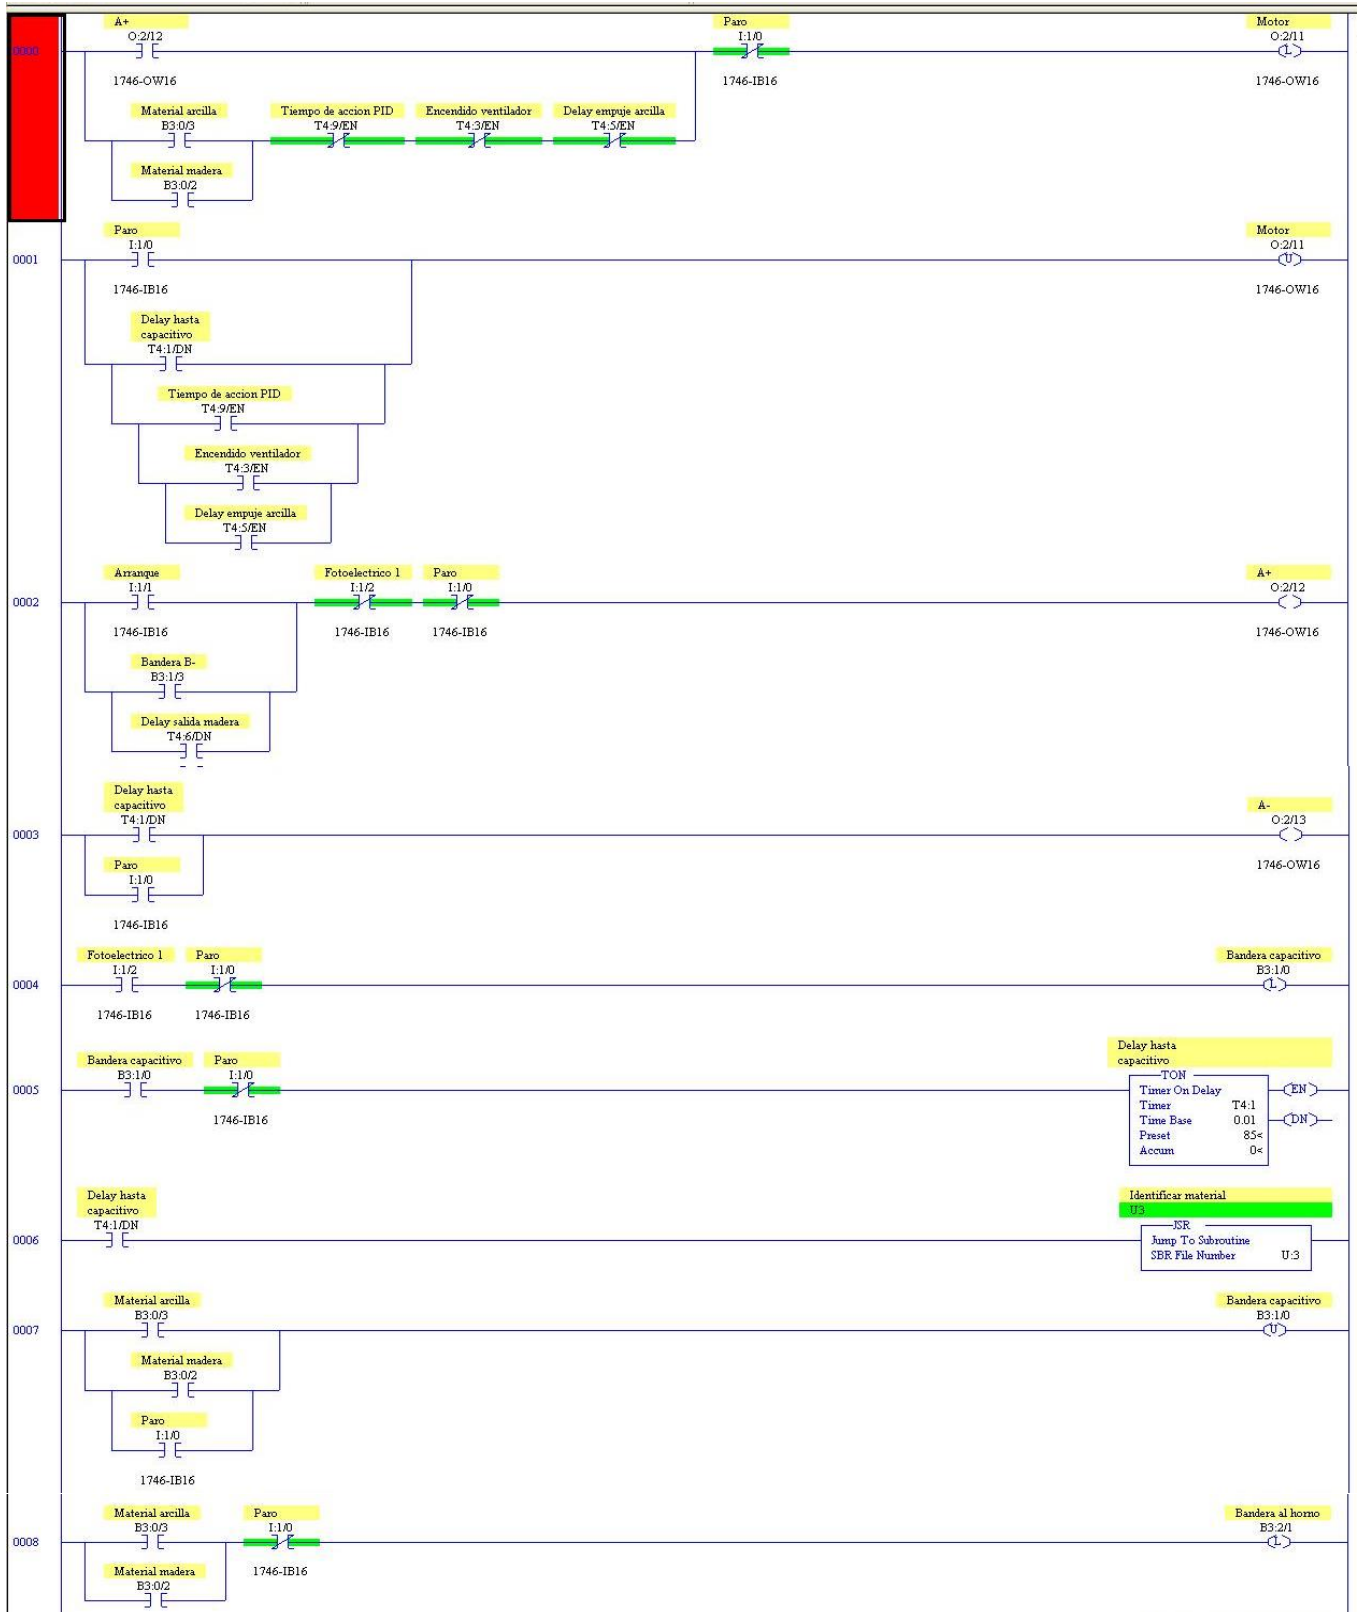 A+ Paro Motor
0000 O:2/12 I:1/0 O:2/11
L
1746-OW16 1746-IB16 1746-OW16
Material arcilla Tiempo de accion PID Encendido ventilador Delay empuje arcilla
B3:0/3 T4:9/EN T4:3/EN T4:5/EN
Material madera
B3:0/2
Paro Motor
I:1/0 O:2/11
0001 U
1746-IB16 1746-OW16
Delay hasta
capacitivo
T4:1/DN
Tiempo de accion PID
T4:9/EN
Encendido ventilador
T4:3/EN
Delay empuje arcilla
T4:5/EN
Arranque Fotoelectrico 1 Paro A+
I:1/1 I:1/2 I:1/0 O:2/12
0002
1746-IB16 1746-IB16 1746-IB16 1746-OW16
Bandera B-
B3:1/3
Delay salida madera
T4:6/DN
Delay hasta
capacitivo A-
T4:1/DN O:2/13
0003
Paro
I:1/0 1746-OW16
1746-IB16
Fotoelectrico 1 Paro Bandera capacitivo
I:1/2 I:1/0 B3:1/0
0004 L
1746-IB16 1746-IB16
Delay hasta
capacitivo
Bandera capacitivo Paro
B3:1/0 I:1/0
TON
0005 Timer On Delay EN
Timer T4:1
1746-IB16 Time Base 0.01 DN
Preset 85<
Accum 0<
Delay hasta Identificar material
capacitivo U:3
T4:1/DN JSR
0006 Jump To Subroutine
SBR File Number U:3
Material arcilla Bandera capacitivo
B3:0/3 B3:1/0
0007 U
Material madera
B3:0/2
Paro
I:1/0
1746-IB16
Material arcilla Paro Bandera al horno
B3:0/3 I:1/0 B3:2/1
0008 L
Material madera 1746-IB16
B3:0/2